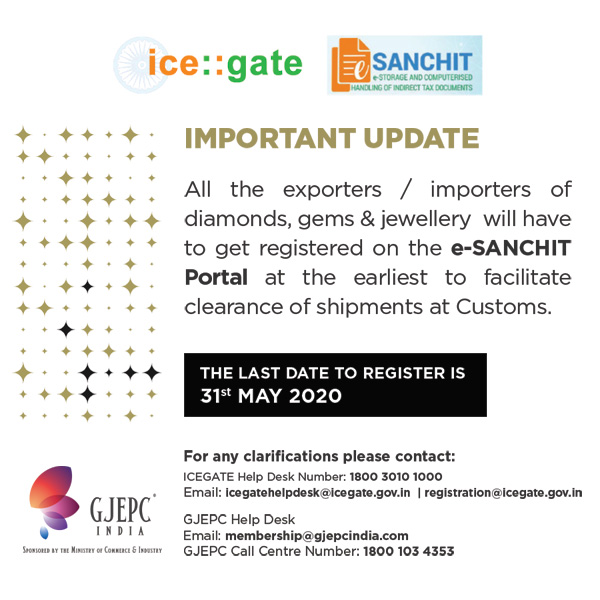 ice::gate
e SANCHIT
e-STORAGE AND COMPUTERISED
HANDLING OF INDIRECT TAX DOCUMENTS
IMPORTANT UPDATE
All the exporters / importers of
diamonds, gems & jewellery will have
to get registered on the e-SANCHIT
Portal at the earliest to facilitate
clearance of shipments at Customs.
THE LAST DATE TO REGISTER IS
31st MAY 2020
For any clarifications please contact:
ICEGATE Help Desk Number: 1800 3010 1000
Email: icegatehelpdesk@icegate.gov.in | registration@icegate.gov.in
GJEPC Help Desk
Email: membership@gjepcindia.com
GJEPC Call Centre Number: 1800 103 4353
GJEPC®
INDIA
SPONSORED BY THE MINISTRY OF COMMERCE & INDUSTRY